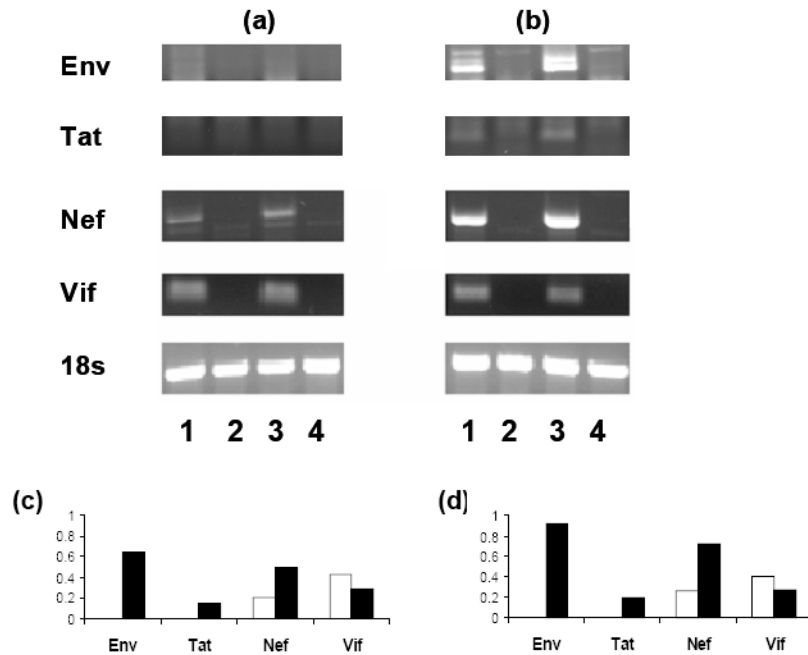 (a) (b)
Env
Tat
Nef
Vif
18s
1 2 3 4 1 2 3 4
(c) (d)
1 1
0.8 0.8
0.6 0.6
0.4 0.4
0.2 0.2
0 0
Env Tat Nef Vif Env Tat Nef Vif